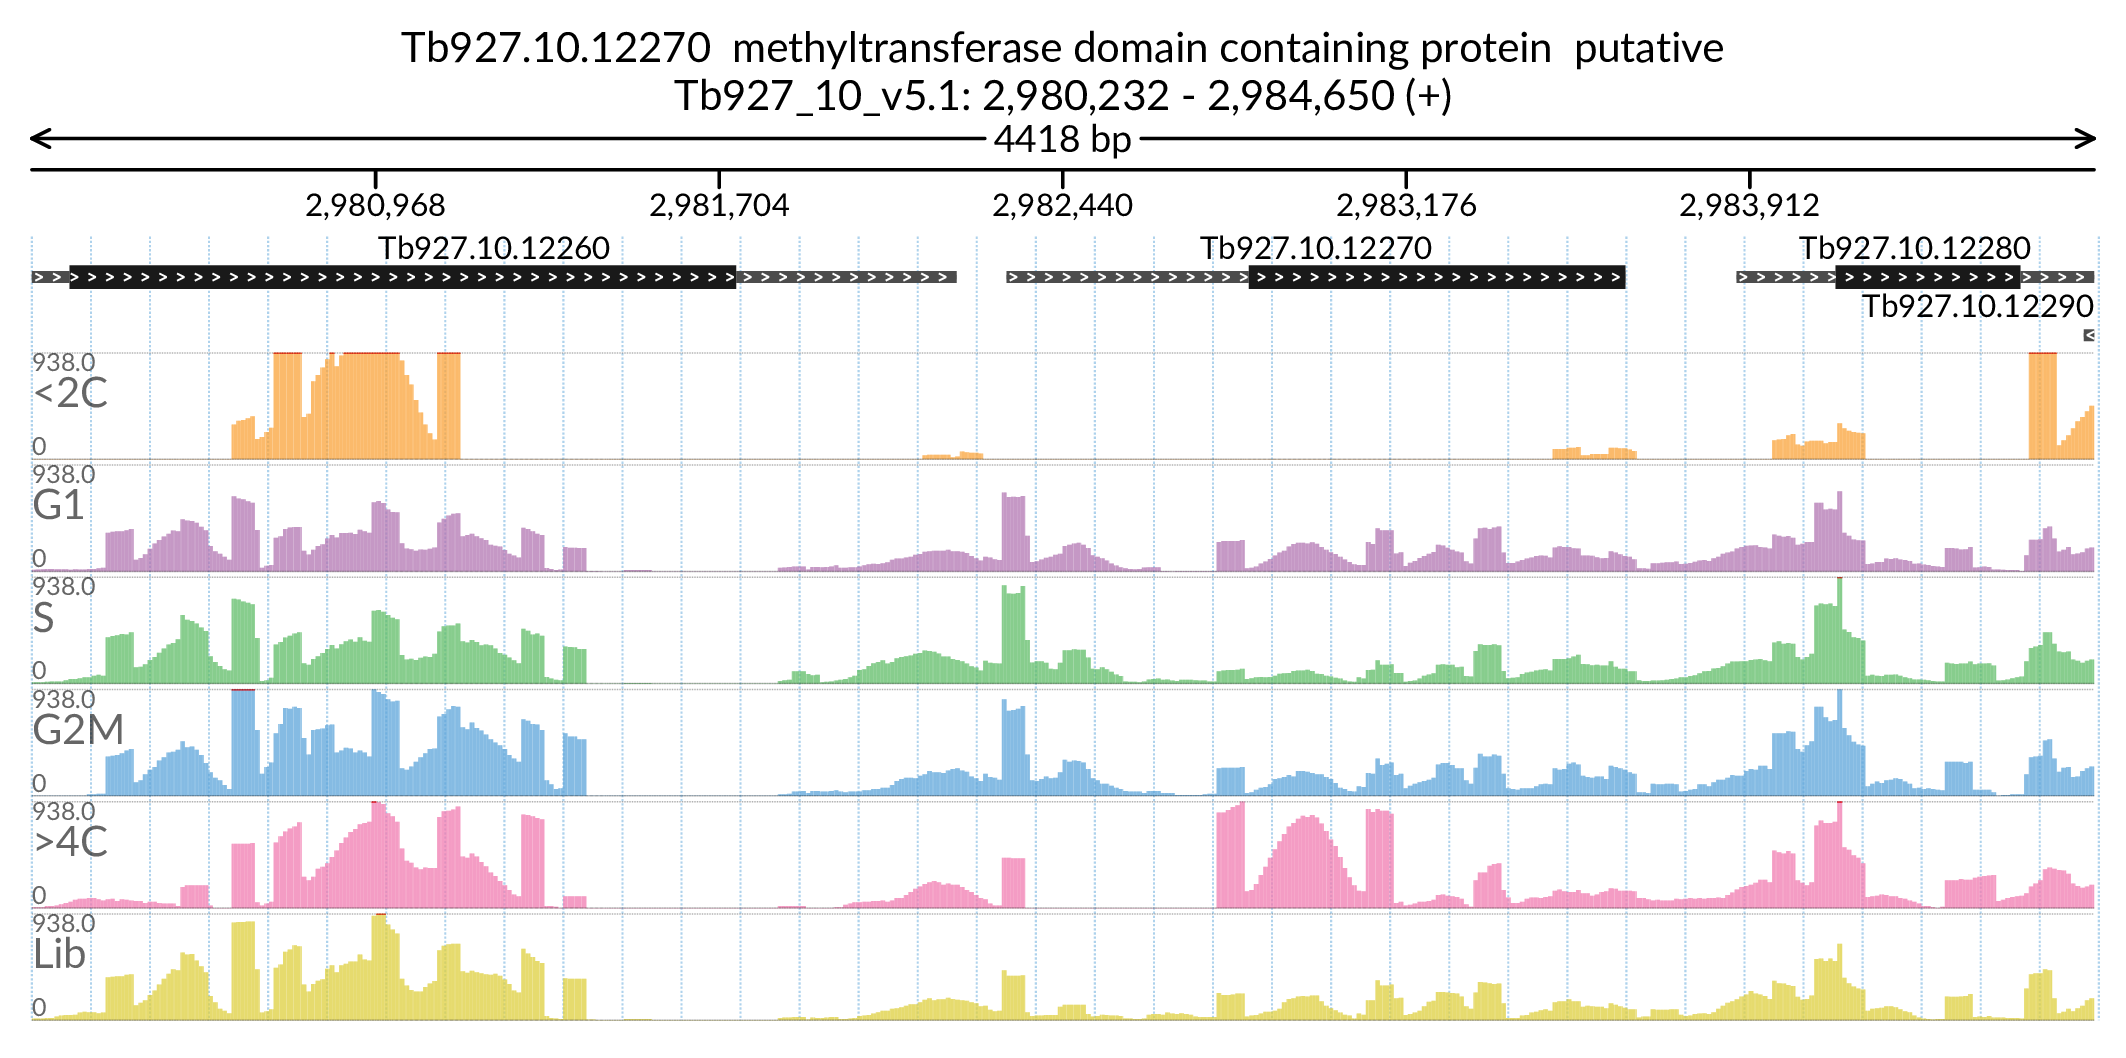 Tb927.10.12270  methyltransferase domain containing protein  putative
Tb927_10_v5.1: 2,980,232 - 2,984,650 (+)
4418 bp
2,980,968 2,981,704 2,982,440 2,983,176 2,983,912
Tb927.10.12260 Tb927.10.12270 Tb927.10.12280
Tb927.10.12290
938.0
<2C
0
938.0
G1
0
938.0
S
0
938.0
G2M
0
938.0
>4C
0
938.0
Lib
0